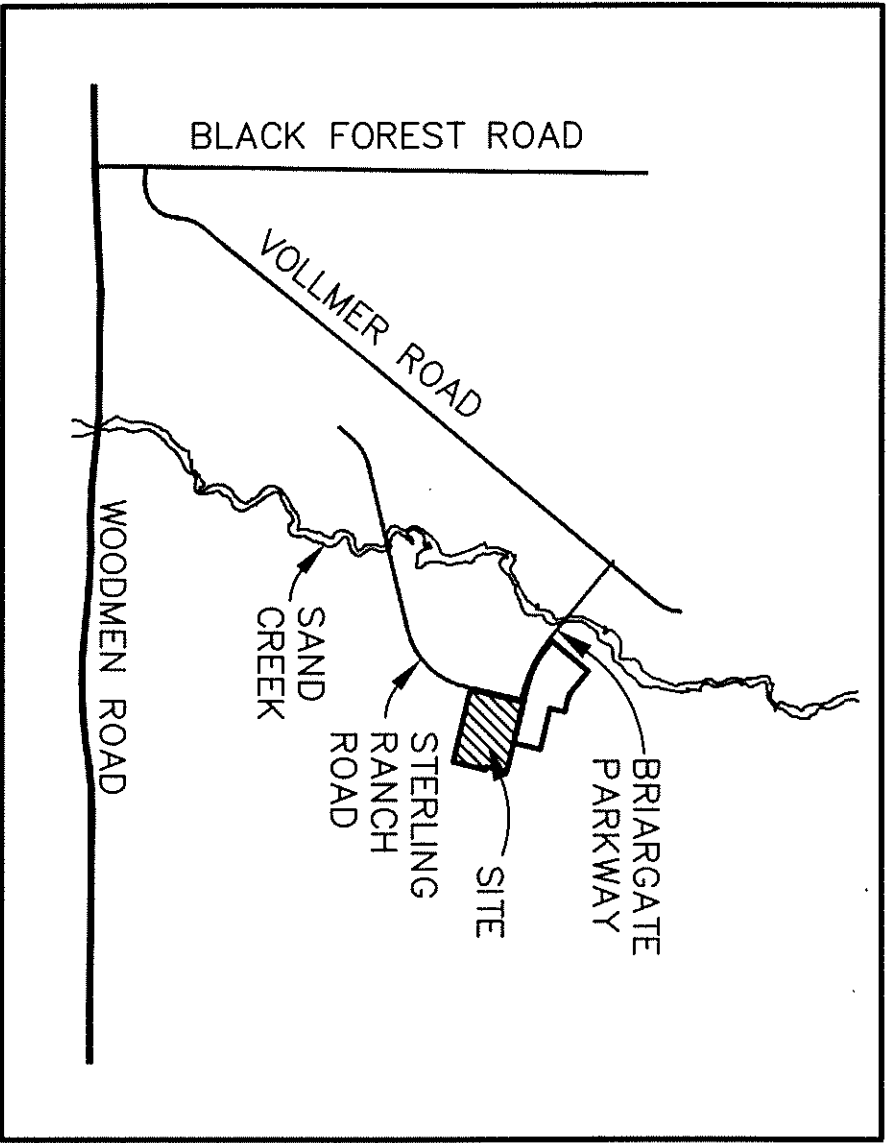 BLACK FOREST ROAD
VOLLMER ROAD
BRIARGATE
PARKWAY
SITE
STERLING
RANCH
ROAD
SAND
CREEK
WOODMEN ROAD